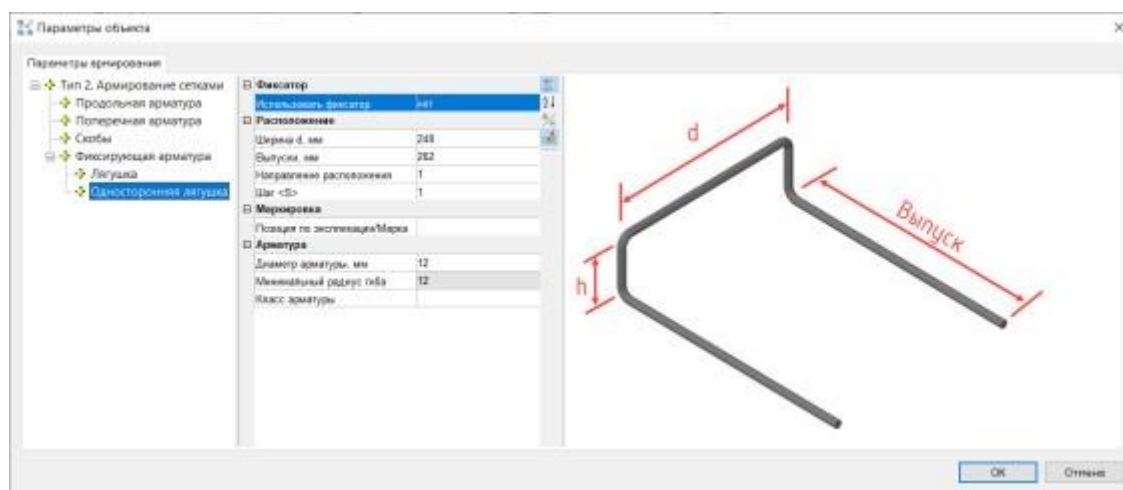 Параметры объекта
Параметры армирования
Тип 2. Армирование сетками
Продольная арматура
Поперечная арматура
Скобы
Фиксирующая арматура
Лягушка
Односторонняя лягушка
Фиксатор
Использовать фиксатор нет
Расположение
Ширина d, мм 248
Выпуски, мм 262
Направление расположения 1
Шаг <S> 1
Маркировка
Позиция по экспликации/Марка
Арматура
Диаметр арматуры, мм 12
Минимальный радиус гиба 12
Класс арматуры
d
Выпуск
h
OK
Отмена